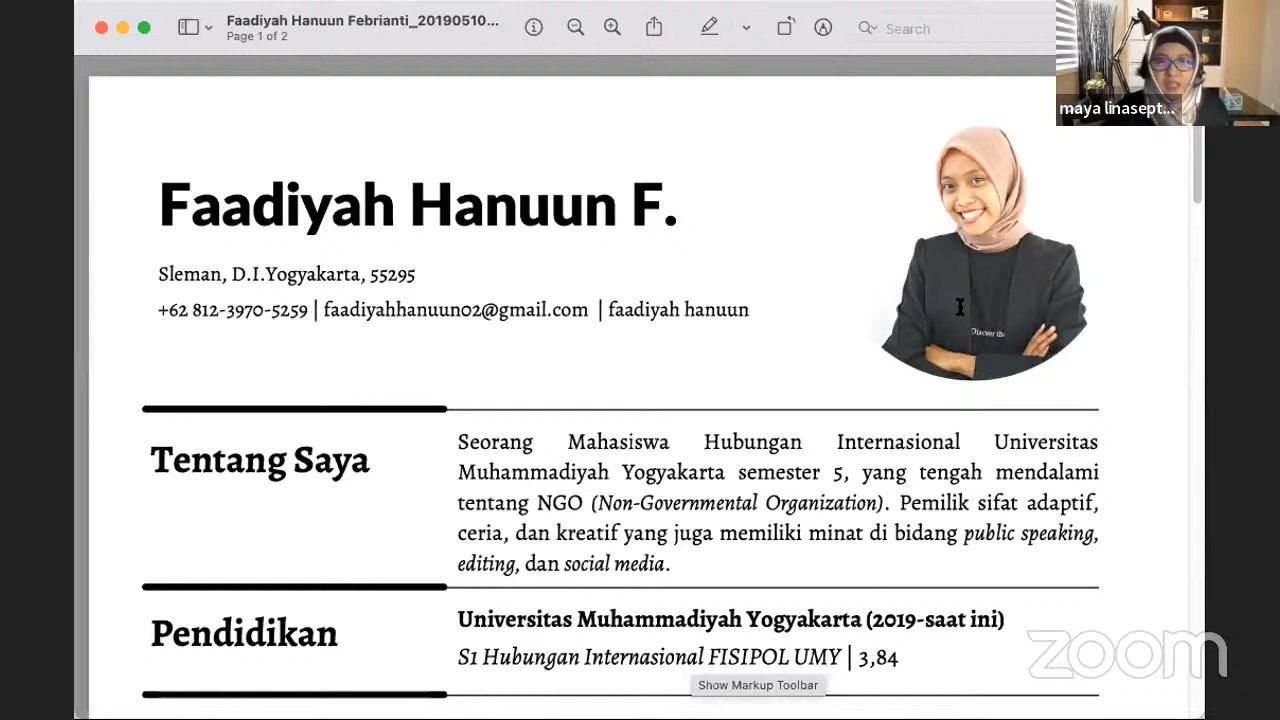 Faadiyah Hanuun Febrianti_20190510...
Page 1 of 2
Search
maya linasept...
Faadiyah Hanuun F.
Sleman, D.I.Yogyakarta, 55295
+62 812-3970-5259 | faadiyahhanuun02@gmail.com | faadiyah hanuun
Discover the
Tentang Saya
Seorang Mahasiswa Hubungan Internasional Universitas
Muhammadiyah Yogyakarta semester 5, yang tengah mendalami
tentang NGO (Non-Governmental Organization). Pemilik sifat adaptif,
ceria, dan kreatif yang juga memiliki minat di bidang public speaking,
editing, dan social media.
Pendidikan
Universitas Muhammadiyah Yogyakarta (2019-saat ini)
S1 Hubungan Internasional FISIPOL UMY | 3,84
Show Markup Toolbar
zoom